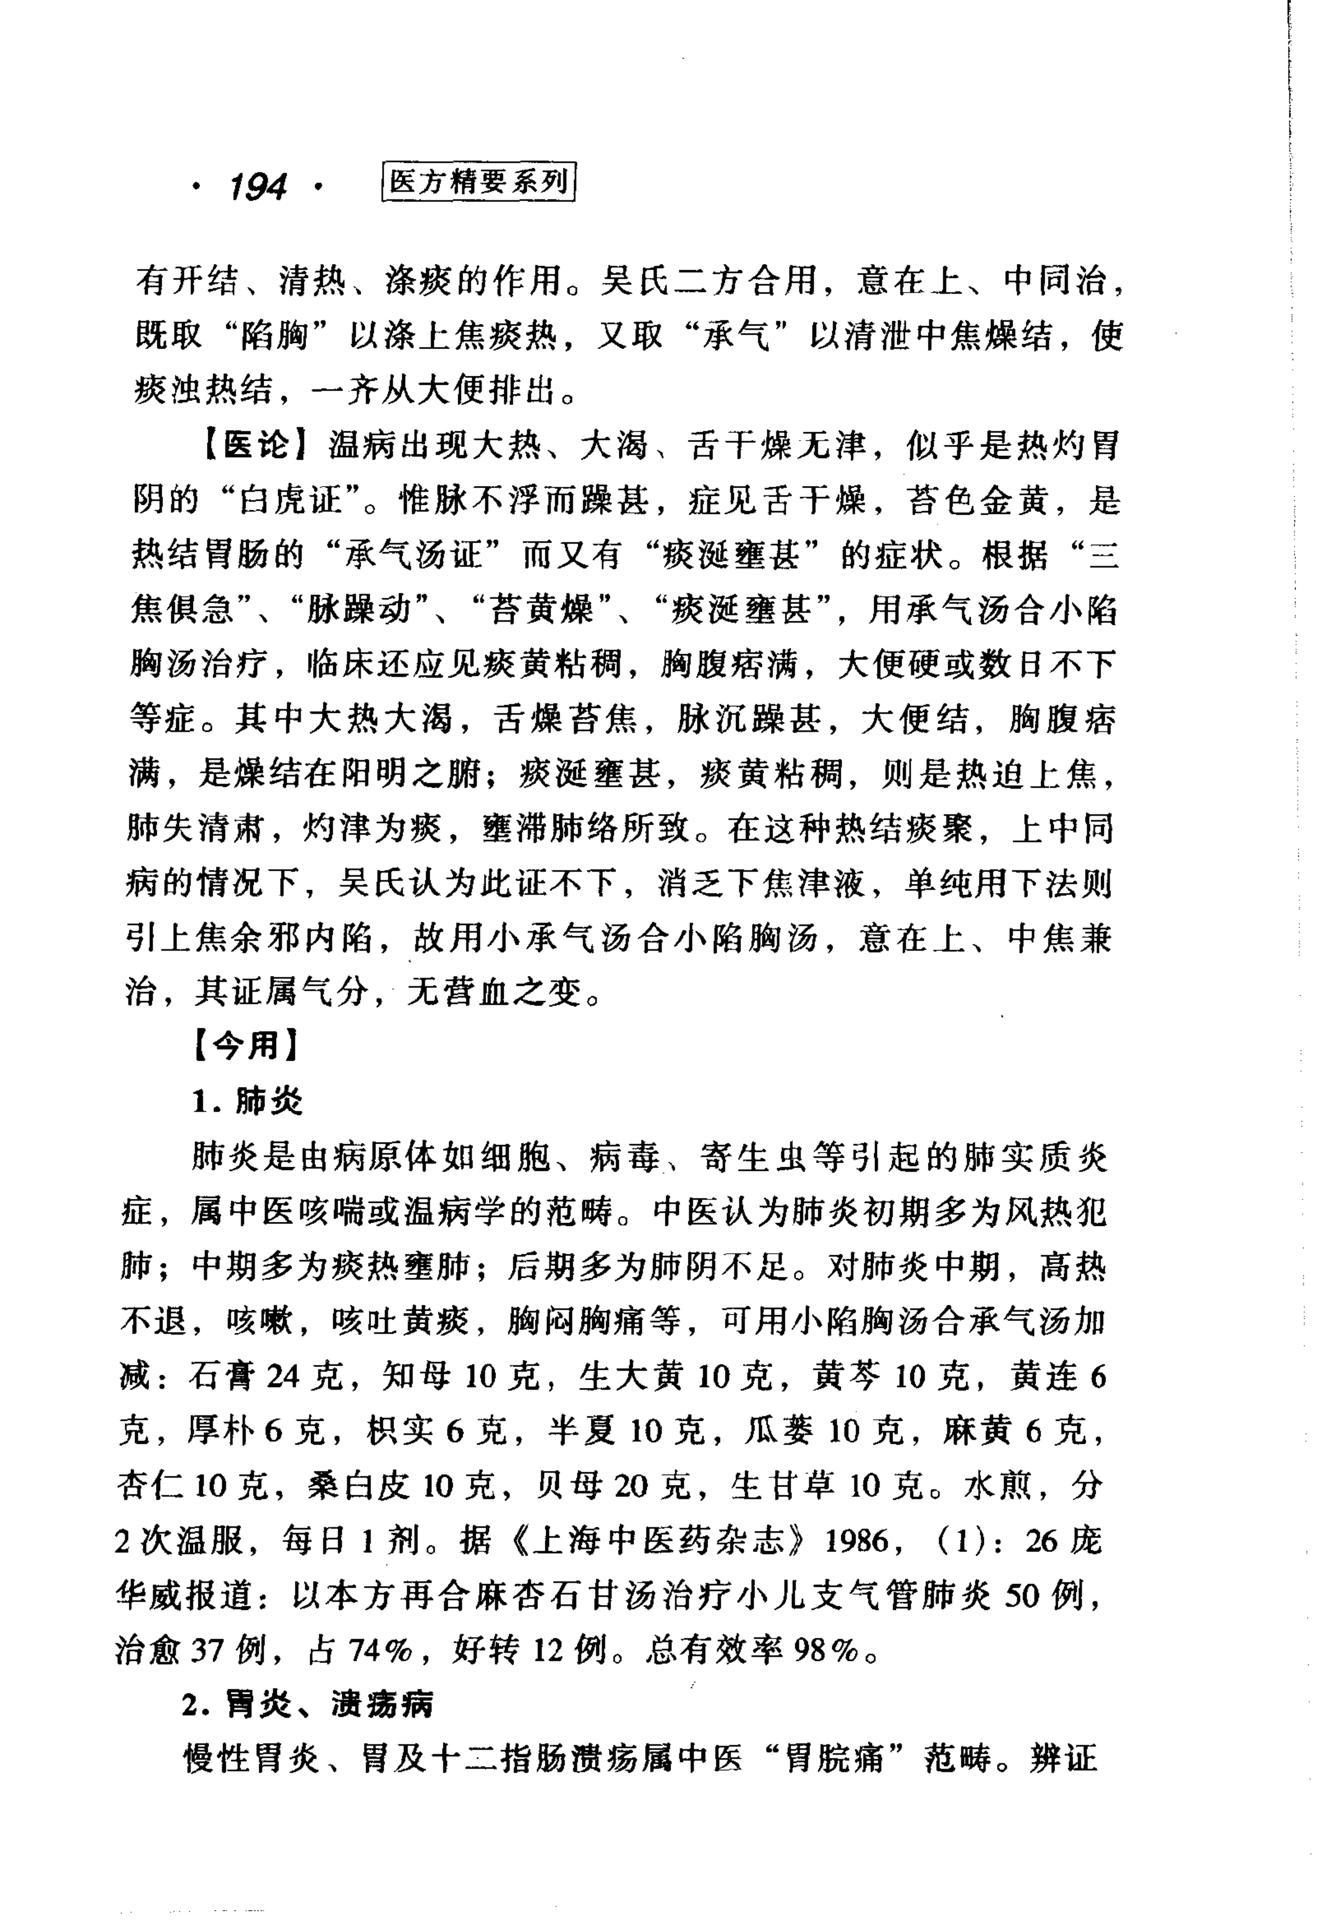 · 194 · 医方精要系列
有开结、清热、涤痰的作用。吴氏二方合用，意在上、中同治，
既取“陷胸”以涤上焦痰热，又取“承气”以清泄中焦燥结，使
痰浊热结，一齐从大便排出。
【医论】温病出现大热、大渴、舌干燥无津，似乎是热灼胃
阴的“白虎证”。惟脉不浮而躁甚，症见舌干燥，苔色金黄，是
热结胃肠的“承气汤证”而又有“痰涎壅甚”的症状。根据“三
焦俱急”、“脉躁动”、“苔黄燥”、“痰涎壅甚”，用承气汤合小陷
胸汤治疗，临床还应见痰黄粘稠，胸腹痞满，大便硬或数日不下
等症。其中大热大渴，舌燥苔焦，脉沉躁甚，大便结，胸腹痞
满，是燥结在阳明之腑；痰涎壅甚，痰黄粘稠，则是热迫上焦，
肺失清肃，灼津为痰，壅滞肺络所致。在这种热结痰聚，上中同
病的情况下，吴氏认为此证不下，消乏下焦津液，单纯用下法则
引上焦余邪内陷，故用小承气汤合小陷胸汤，意在上、中焦兼
治，其证属气分，无营血之变。
【今用】
1. 肺炎
肺炎是由病原体如细胞、病毒、寄生虫等引起的肺实质炎
症，属中医咳喘或温病学的范畴。中医认为肺炎初期多为风热犯
肺；中期多为痰热壅肺；后期多为肺阴不足。对肺炎中期，高热
不退，咳嗽，咳吐黄痰，胸闷胸痛等，可用小陷胸汤合承气汤加
减：石膏 24 克，知母 10 克，生大黄 10 克，黄芩 10 克，黄连 6
克，厚朴 6 克，枳实 6 克，半夏 10 克，瓜蒌 10 克，麻黄 6 克，
杏仁 10 克，桑白皮 10 克，贝母 20 克，生甘草 10 克。水煎，分
2 次温服，每日 1 剂。据《上海中医药杂志》1986，（1）：26 庞
华威报道：以本方再合麻杏石甘汤治疗小儿支气管肺炎 50 例，
治愈 37 例，占 74%，好转 12 例。总有效率 98%。
2. 胃炎、溃疡病
慢性胃炎、胃及十二指肠溃疡属中医“胃脘痛”范畴。辨证